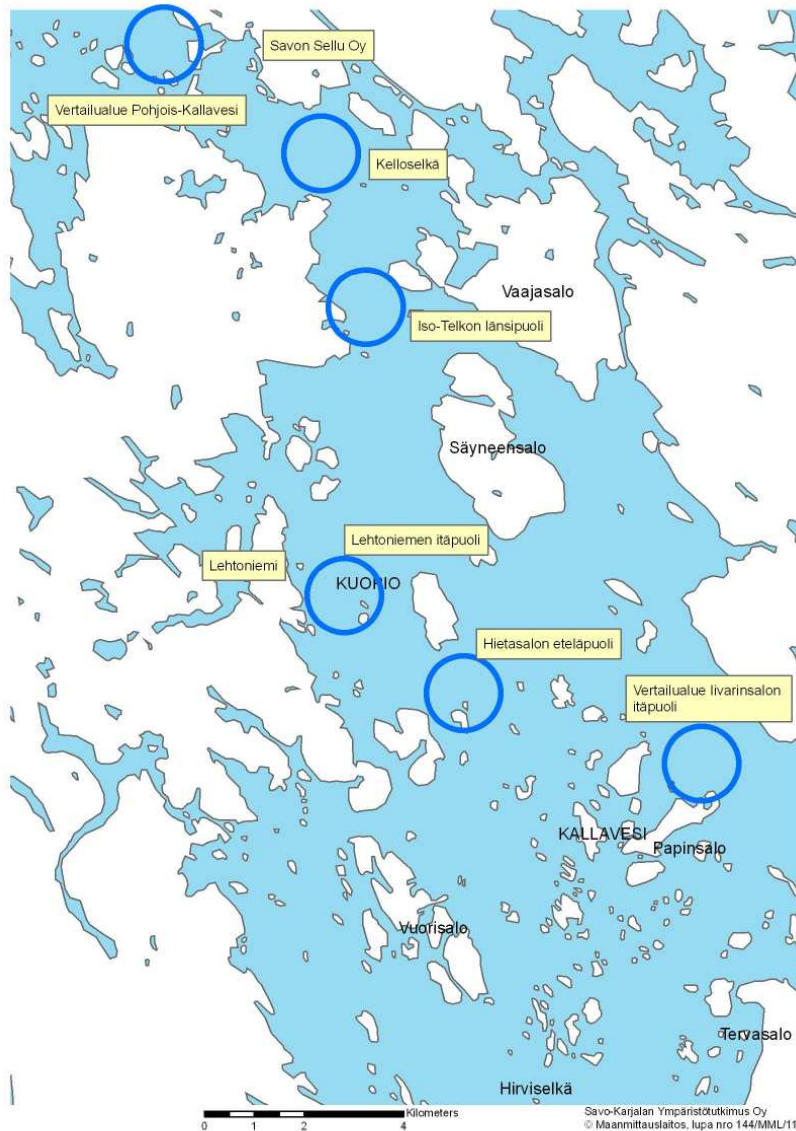 Savon Sellu Oy
Vertailualue Pohjois-Kallavesi
Kelloselkä
Vaajasalo
Iso-Telkon länsipuoli
Säyneensalo
Lehtoniemen itäpuoli
Lehtoniemi
KUORIO
Hietasalon eteläpuoli
Vertailualue Iivarinsalon
itäpuoli
KALLAVESI
Papinsalo
Vuorisalo
Tervasalo
Hirviselkä
Kilometers
0 1 2 4
Savo-Karjalan Ympäristötutkimus Oy
© Maanmittauslaitos, lupa nro 144/MML/11